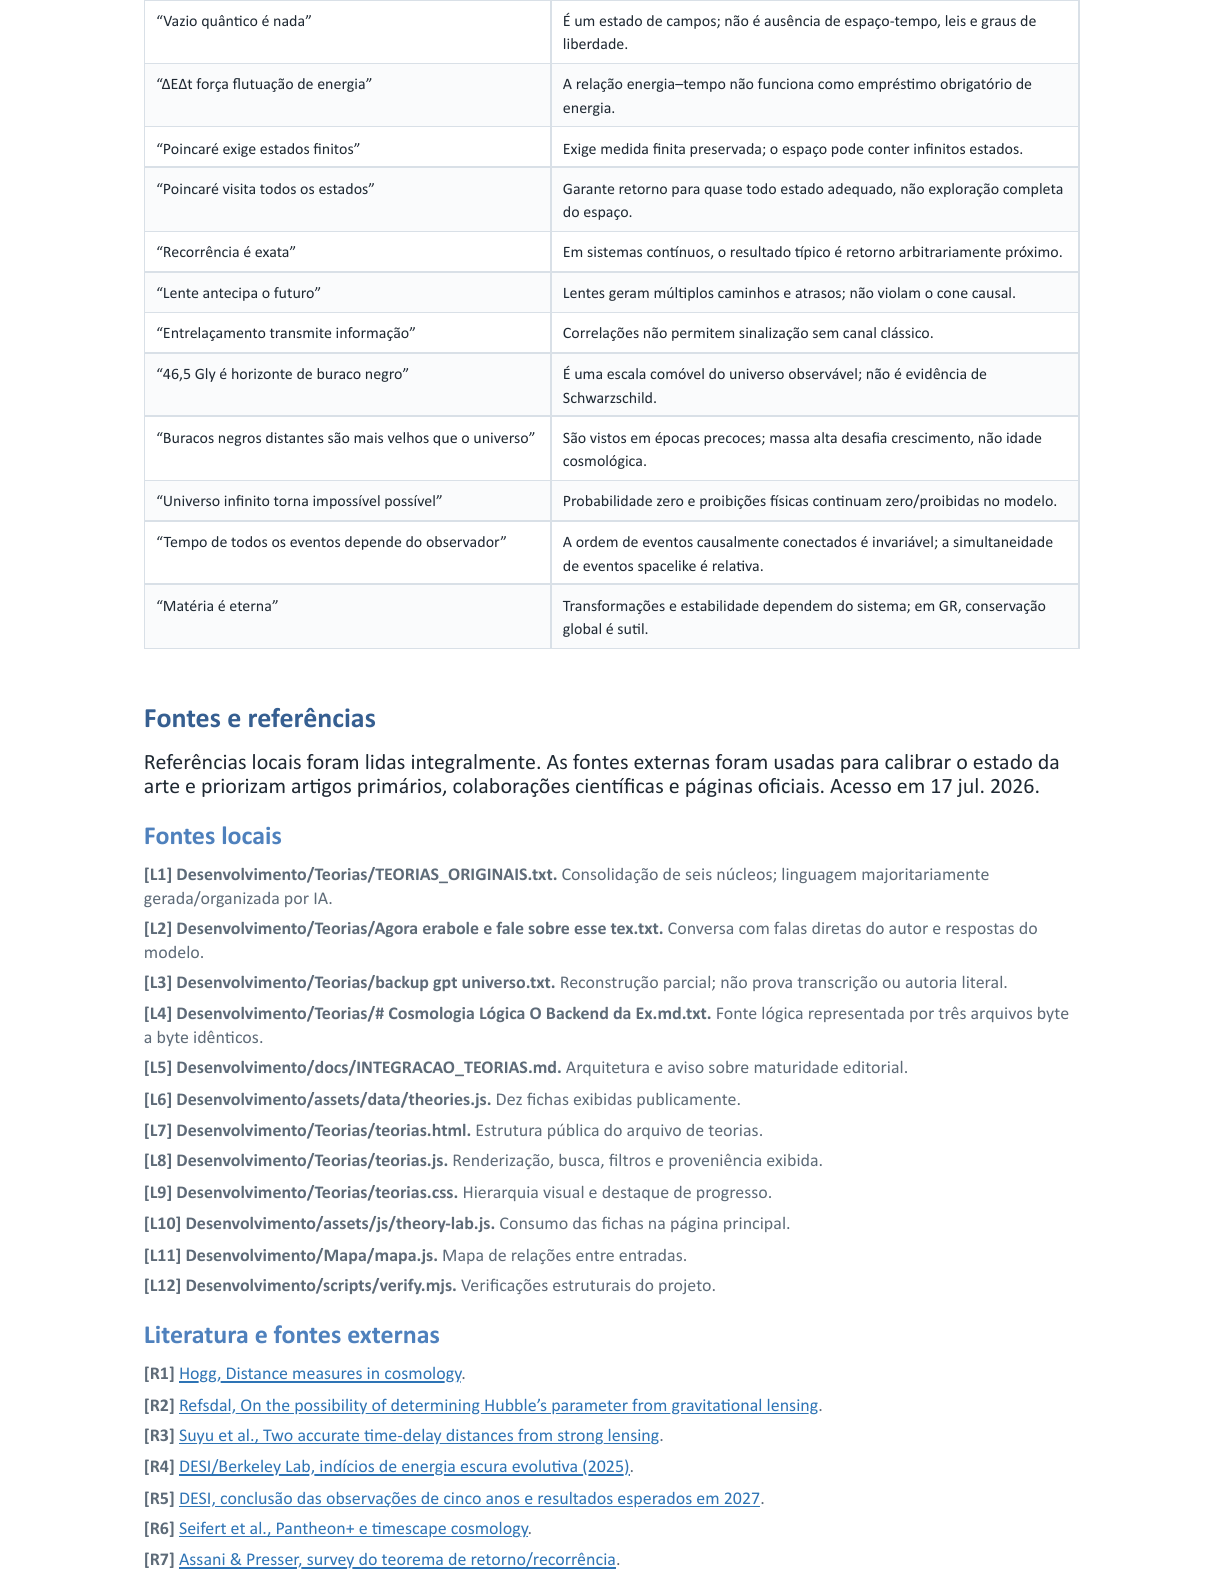 “Vazio quântico é nada”
É um estado de campos; não é ausência de espaço-tempo, leis e graus de
liberdade.
“ΔEΔt força flutuação de energia”
A relação energia–tempo não funciona como empréstimo obrigatório de
energia.
“Poincaré exige estados finitos”
Exige medida finita preservada; o espaço pode conter infinitos estados.
“Poincaré visita todos os estados”
Garante retorno para quase todo estado adequado, não exploração completa
do espaço.
“Recorrência é exata”
Em sistemas contínuos, o resultado típico é retorno arbitrariamente próximo.
“Lente antecipa o futuro”
Lentes geram múltiplos caminhos e atrasos; não violam o cone causal.
“Entrelaçamento transmite informação”
Correlações não permitem sinalização sem canal clássico.
“46,5 Gly é horizonte de buraco negro”
É uma escala comóvel do universo observável; não é evidência de
Schwarzschild.
“Buracos negros distantes são mais velhos que o universo”
São vistos em épocas precoces; massa alta desafia crescimento, não idade
cosmológica.
“Universo infinito torna impossível possível”
Probabilidade zero e proibições físicas continuam zero/proibidas no modelo.
“Tempo de todos os eventos depende do observador”
A ordem de eventos causalmente conectados é invariável; a simultaneidade
de eventos spacelike é relativa.
“Matéria é eterna”
Transformações e estabilidade dependem do sistema; em GR, conservação
global é sutil.
Fontes e referências
Referências locais foram lidas integralmente. As fontes externas foram usadas para calibrar o estado da
arte e priorizam artigos primários, colaborações científicas e páginas oficiais. Acesso em 17 jul. 2026.
Fontes locais
[L1] Desenvolvimento/Teorias/TEORIAS_ORIGINAIS.txt. Consolidação de seis núcleos; linguagem majoritariamente
gerada/organizada por IA.
[L2] Desenvolvimento/Teorias/Agora erabole e fale sobre esse tex.txt. Conversa com falas diretas do autor e respostas do
modelo.
[L3] Desenvolvimento/Teorias/backup gpt universo.txt. Reconstrução parcial; não prova transcrição ou autoria literal.
[L4] Desenvolvimento/Teorias/# Cosmologia Lógica O Backend da Ex.md.txt. Fonte lógica representada por três arquivos byte
a byte idênticos.
[L5] Desenvolvimento/docs/INTEGRACAO_TEORIAS.md. Arquitetura e aviso sobre maturidade editorial.
[L6] Desenvolvimento/assets/data/theories.js. Dez fichas exibidas publicamente.
[L7] Desenvolvimento/Teorias/teorias.html. Estrutura pública do arquivo de teorias.
[L8] Desenvolvimento/Teorias/teorias.js. Renderização, busca, filtros e proveniência exibida.
[L9] Desenvolvimento/Teorias/teorias.css. Hierarquia visual e destaque de progresso.
[L10] Desenvolvimento/assets/js/theory-lab.js. Consumo das fichas na página principal.
[L11] Desenvolvimento/Mapa/mapa.js. Mapa de relações entre entradas.
[L12] Desenvolvimento/scripts/verify.mjs. Verificações estruturais do projeto.
Literatura e fontes externas
[R1] Hogg, Distance measures in cosmology.
[R2] Refsdal, On the possibility of determining Hubble’s parameter from gravitational lensing.
[R3] Suyu et al., Two accurate time-delay distances from strong lensing.
[R4] DESI/Berkeley Lab, indícios de energia escura evolutiva (2025).
[R5] DESI, conclusão das observações de cinco anos e resultados esperados em 2027.
[R6] Seifert et al., Pantheon+ e timescape cosmology.
[R7] Assani & Presser, survey do teorema de retorno/recorrência.